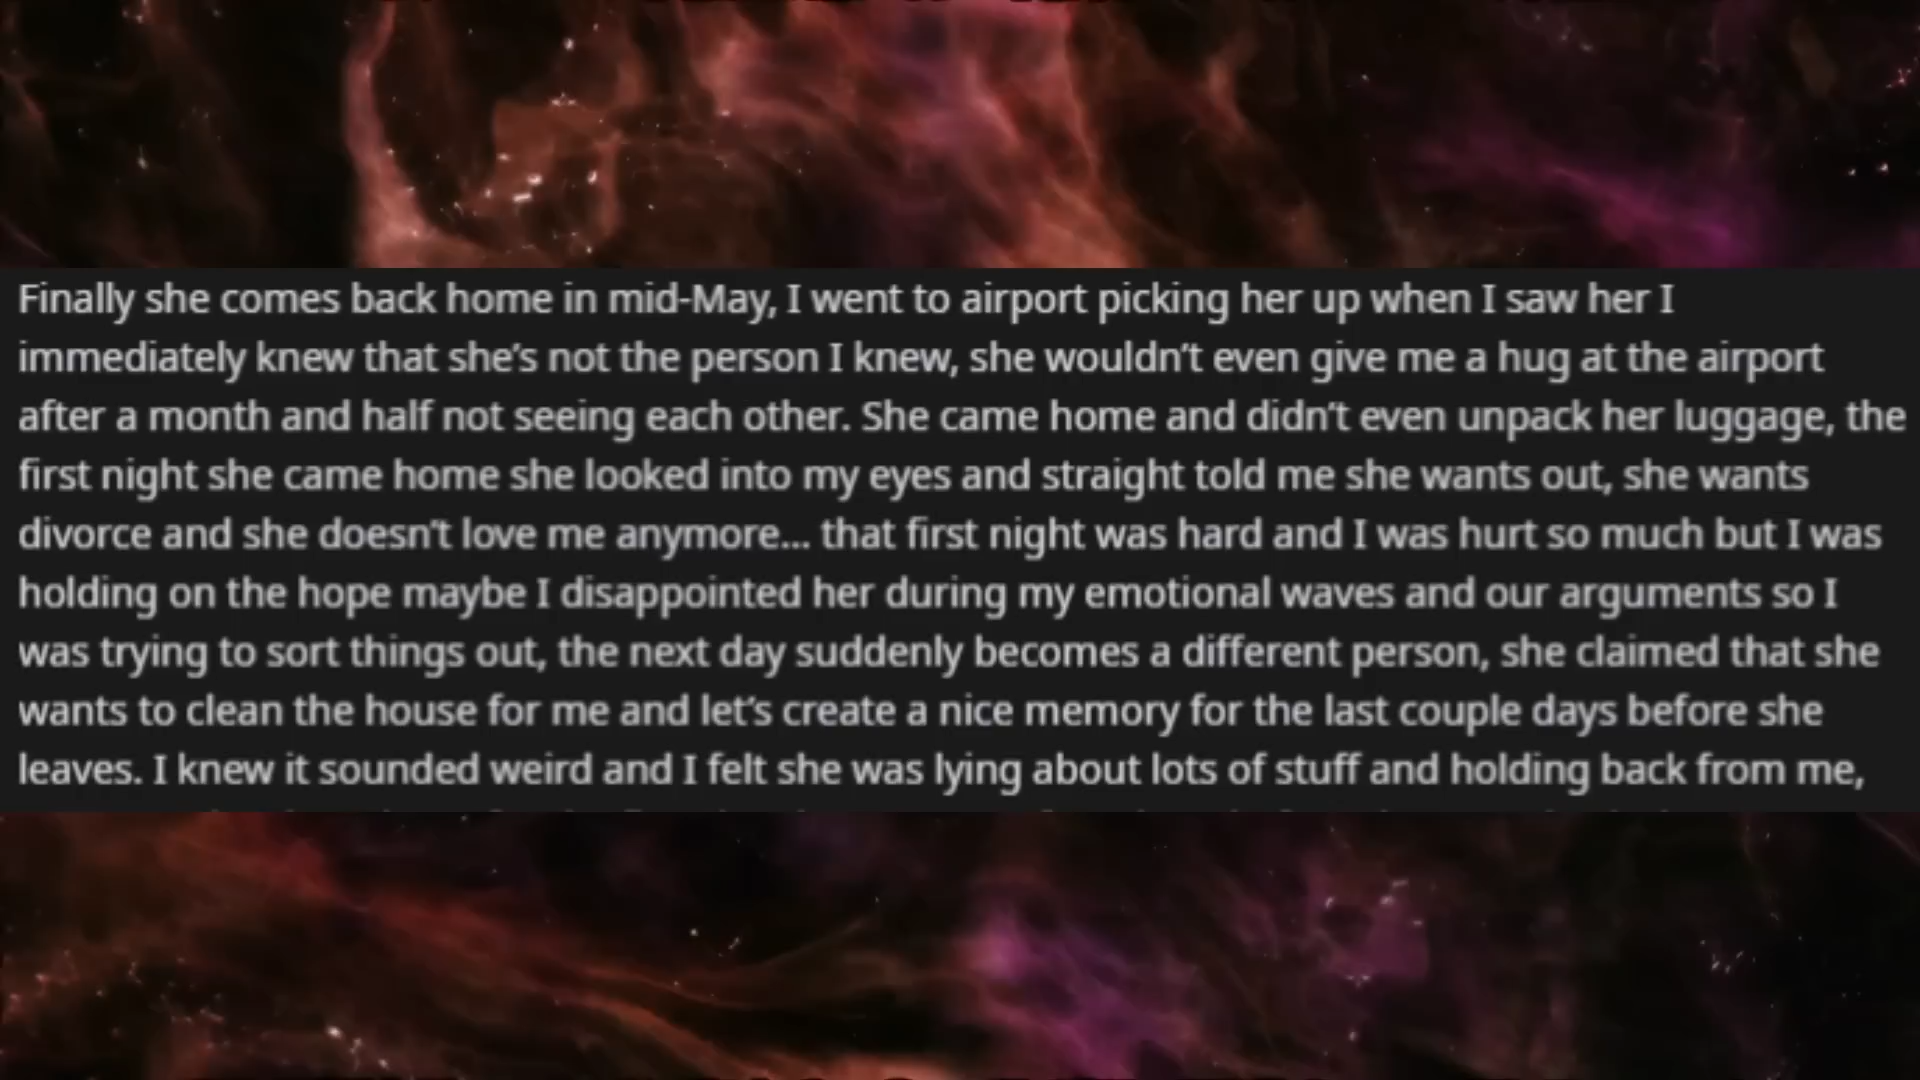 Finally she comes back home in mid-May, I went to airport picking her up when I saw her I
immediately knew that she’s not the person I knew, she wouldn’t even give me a hug at the airport
after a month and half not seeing each other. She came home and didn’t even unpack her luggage, the
first night she came home she looked into my eyes and straight told me she wants out, she wants
divorce and she doesn’t love me anymore... that first night was hard and I was hurt so much but I was
holding on the hope maybe I disappointed her during my emotional waves and our arguments so I
was trying to sort things out, the next day suddenly becomes a different person, she claimed that she
wants to clean the house for me and let’s create a nice memory for the last couple days before she
leaves. I knew it sounded weird and I felt she was lying about lots of stuff and holding back from me,